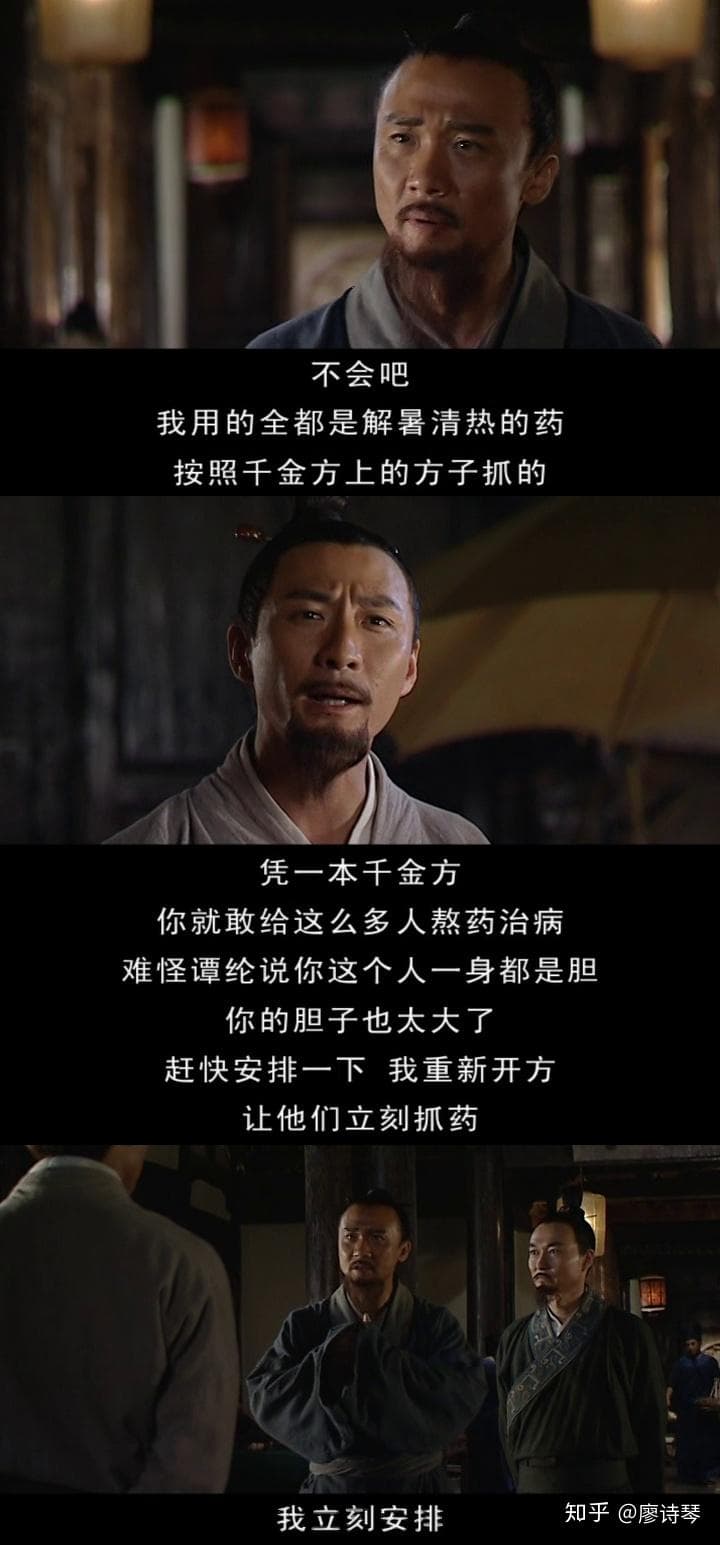 不会吧
我用的全都是解暑清热的药
按照千金方上的方子抓的
凭一本千金方
你就敢给这么多人熬药治病
难怪谭纶说你这个人一身都是胆
你的胆子也太大了
赶快安排一下 我重新开方
让他们立刻抓药
我立刻安排
知乎 @廖诗琴